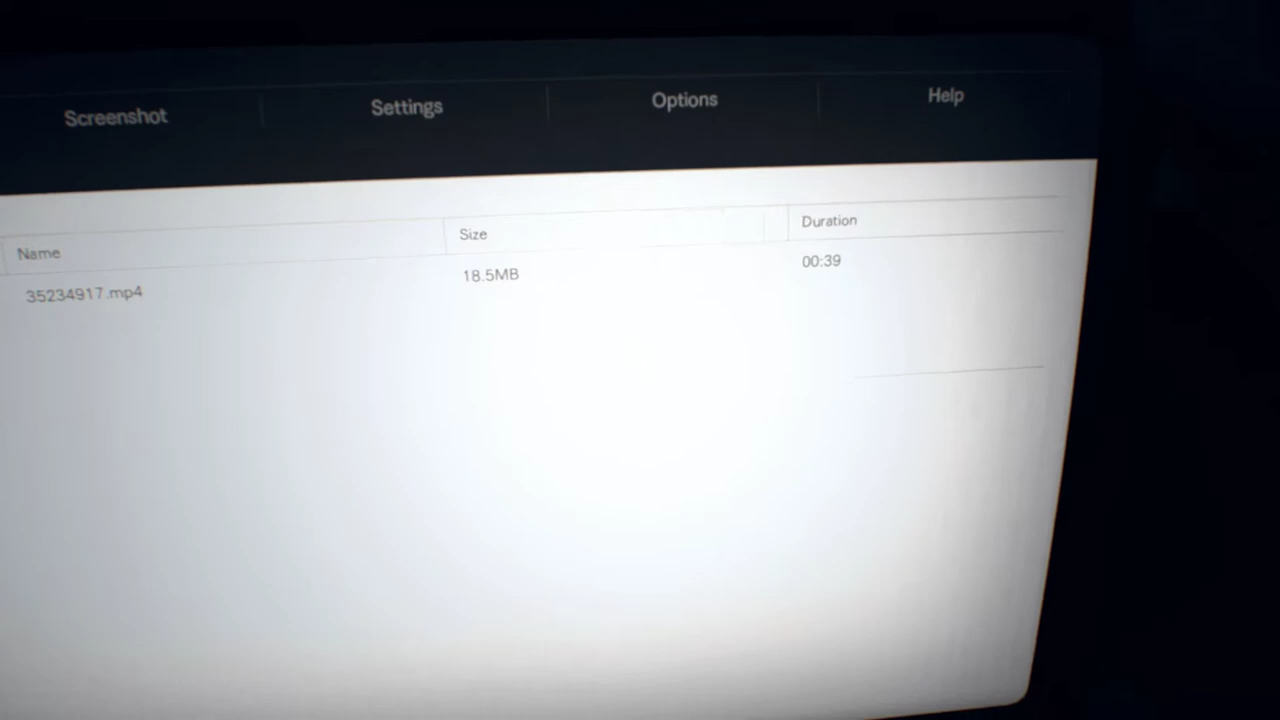 Screenshot Settings Options Help
Name Size Duration
35234917.mp4 18.5MB 00:39